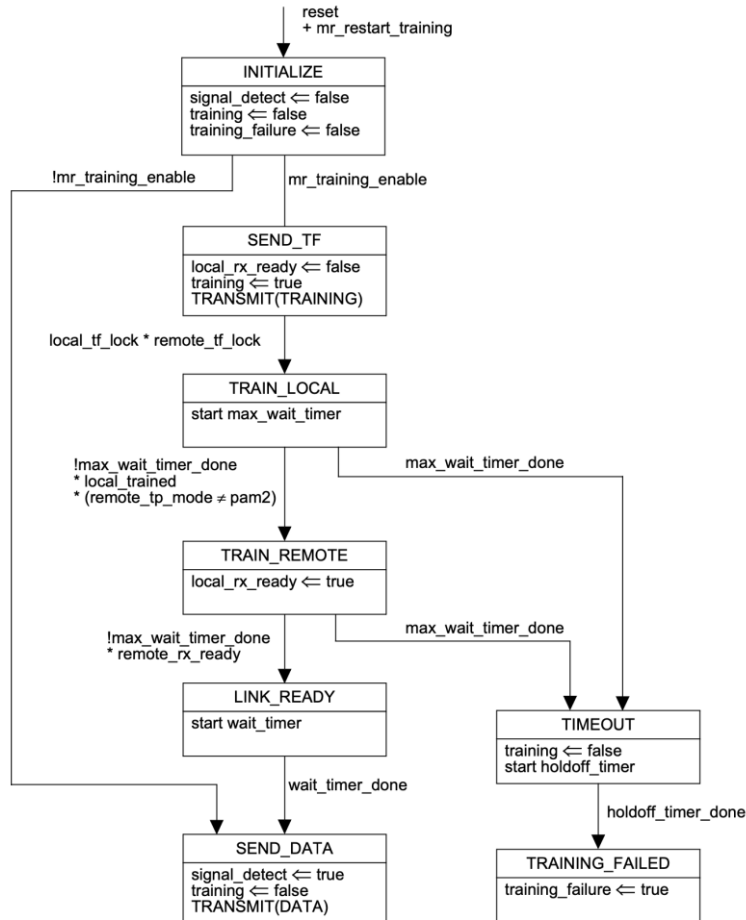 reset
+ mr_restart_training
INITIALIZE
signal_detect ⇐ false
training ⇐ false
training_failure ⇐ false
!mr_training_enable
mr_training_enable
SEND_TF
local_rx_ready ⇐ false
training ⇐ true
TRANSMIT(TRAINING)
local_tf_lock * remote_tf_lock
TRAIN_LOCAL
start max_wait_timer
!max_wait_timer_done
* local_trained
* (remote_tp_mode ≠ pam2)
max_wait_timer_done
TRAIN_REMOTE
local_rx_ready ⇐ true
!max_wait_timer_done
* remote_rx_ready
max_wait_timer_done
LINK_READY
start wait_timer
TIMEOUT
training ⇐ false
start holdoff_timer
wait_timer_done
holdoff_timer_done
SEND_DATA
signal_detect ⇐ true
training ⇐ false
TRANSMIT(DATA)
TRAINING_FAILED
training_failure ⇐ true